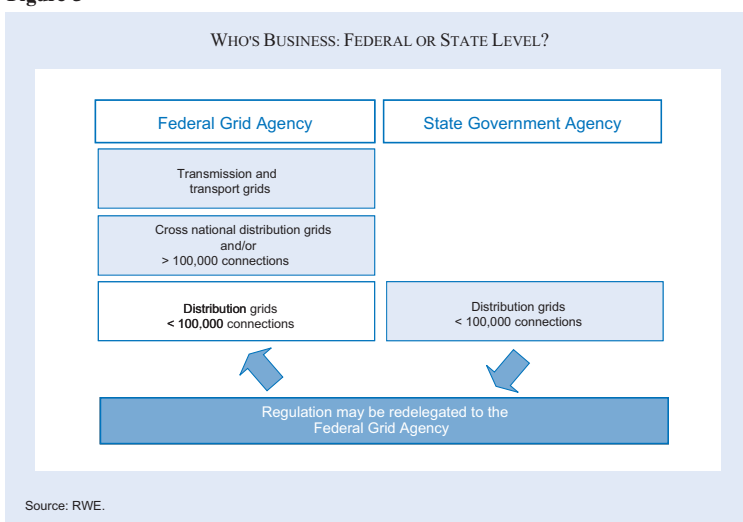 WHO'S BUSINESS: FEDERAL OR STATE LEVEL?
Federal Grid Agency
State Government Agency
Transmission and
transport grids
Cross national distribution grids
and/or
> 100,000 connections
Distribution grids
< 100,000 connections
Distribution grids
< 100,000 connections
Regulation may be redelegated to the
Federal Grid Agency
Source: RWE.